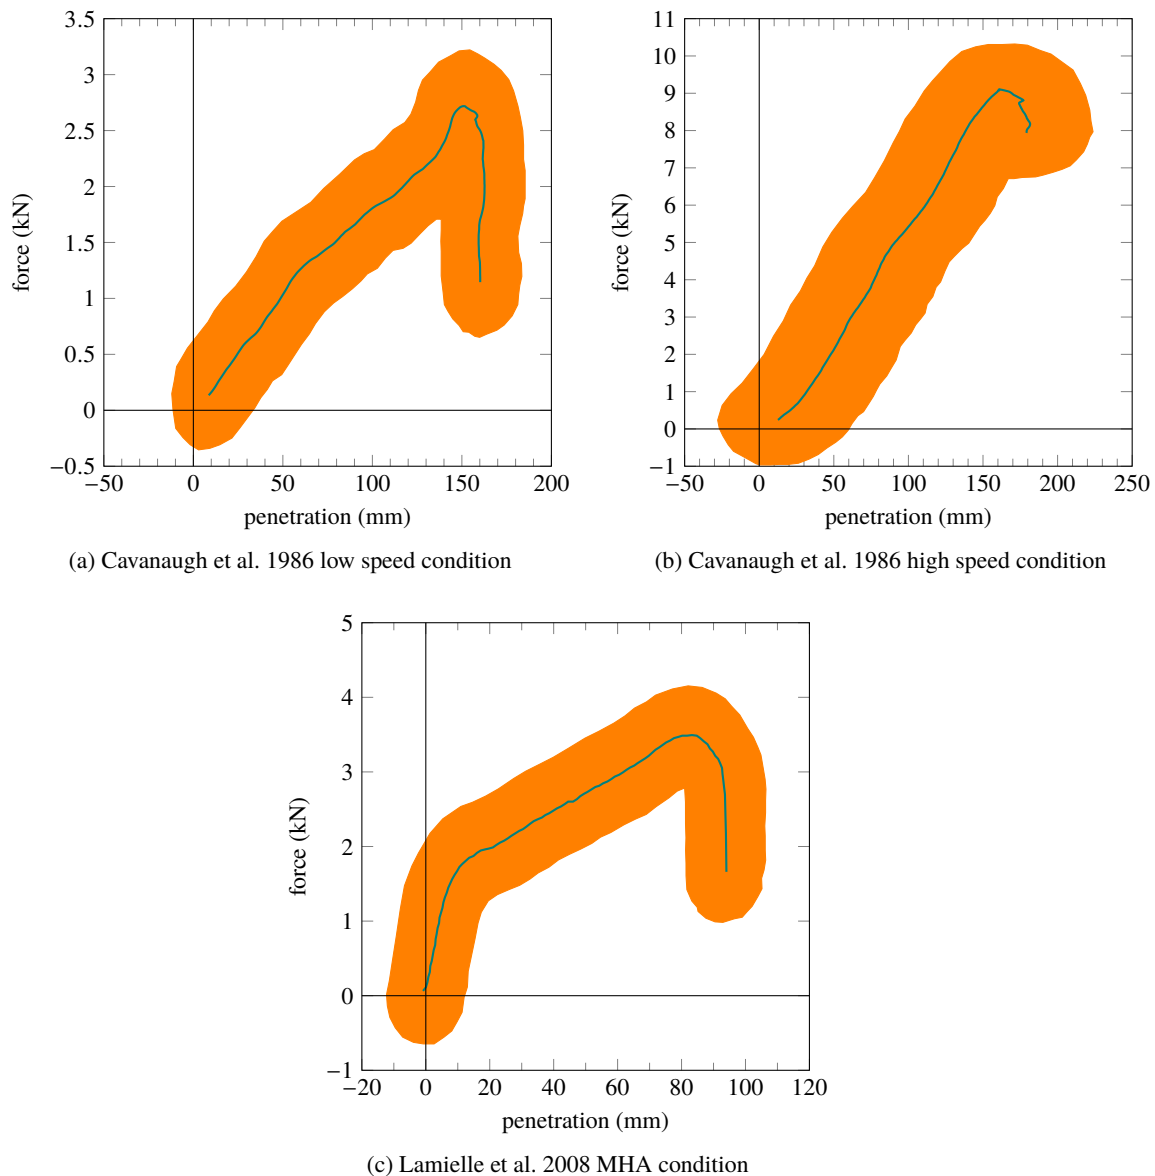 3.5
3
2.5
2
1.5
1
0.5
0
−0.5
−50 0 50 100 150 200
force (kN)
penetration (mm)
(a) Cavanaugh et al. 1986 low speed condition
11
10
9
8
7
6
5
4
3
2
1
0
−1
−50 0 50 100 150 200 250
force (kN)
penetration (mm)
(b) Cavanaugh et al. 1986 high speed condition
5
4
3
2
1
0
−1
−20 0 20 40 60 80 100 120
force (kN)
penetration (mm)
(c) Lamielle et al. 2008 MHA condition